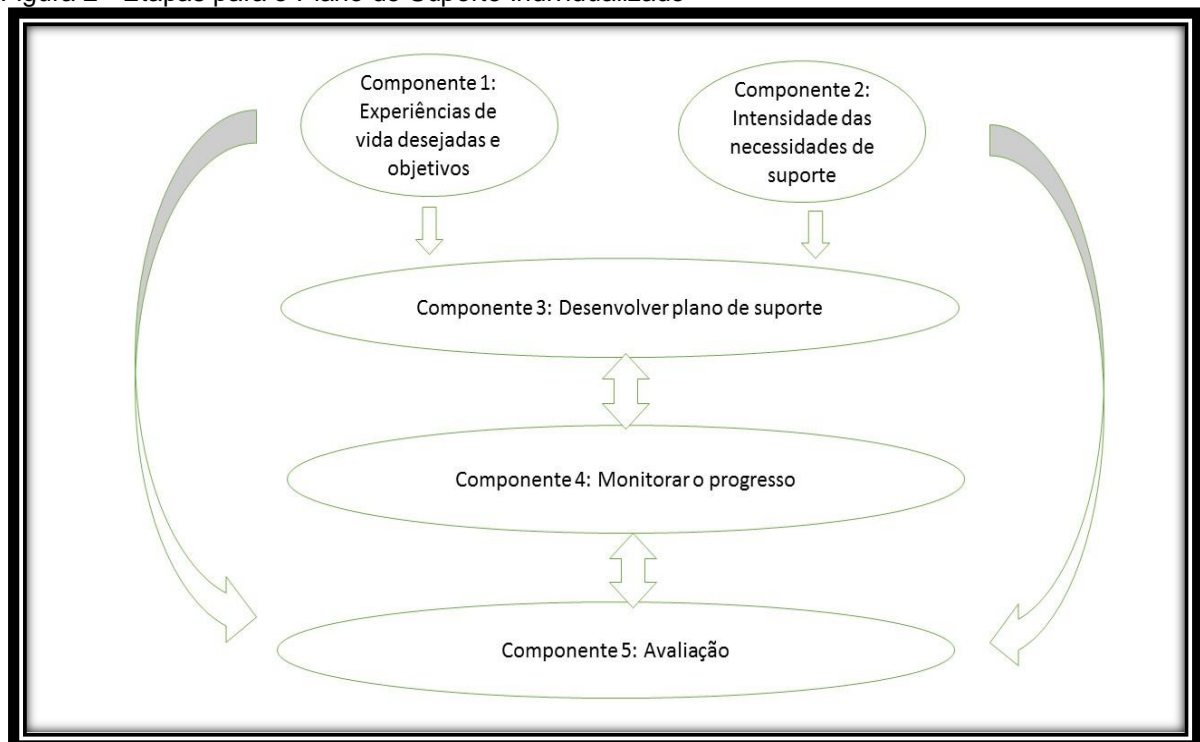 Componente 1:
Experiências de
vida desejadas e
objetivos
Componente 2:
Intensidade das
necessidades de
suporte
Componente 3: Desenvolver plano de suporte
Componente 4: Monitorar o progresso
Componente 5: Avaliação